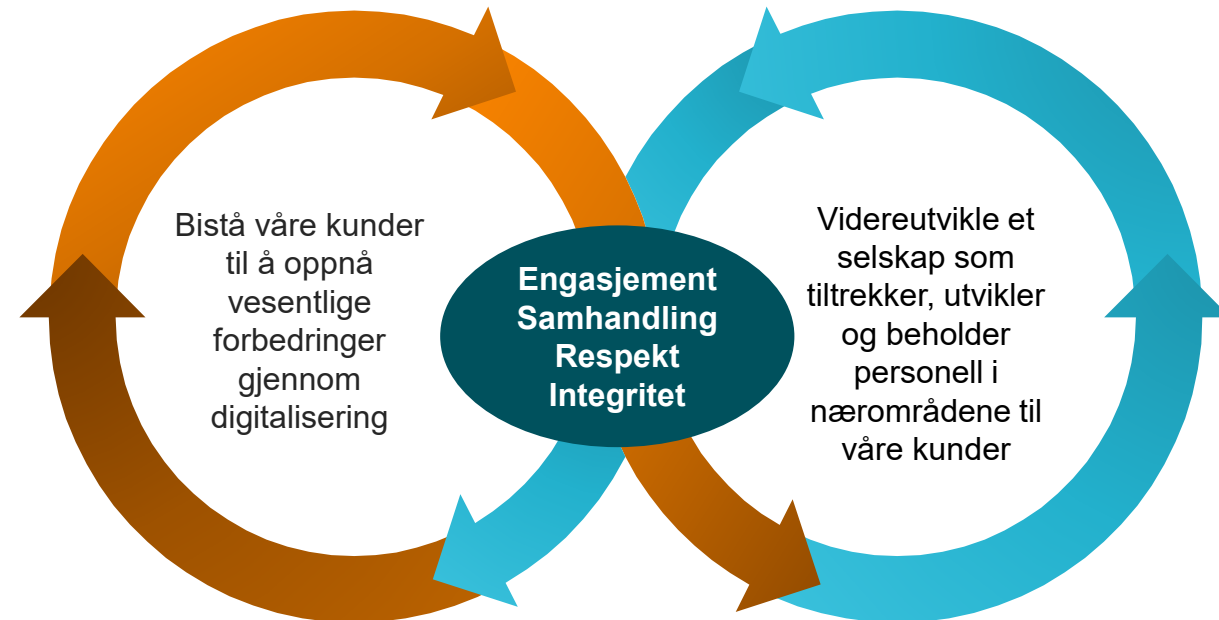 Bistå våre kunder
til å oppnå
vesentlige
forbedringer
gjennom
digitalisering
Engasjement
Samhandling
Respekt
Integritet
Videreutvikle et
selskap som
tiltrekker, utvikler
og beholder
personell i
nærområdene til
våre kunder